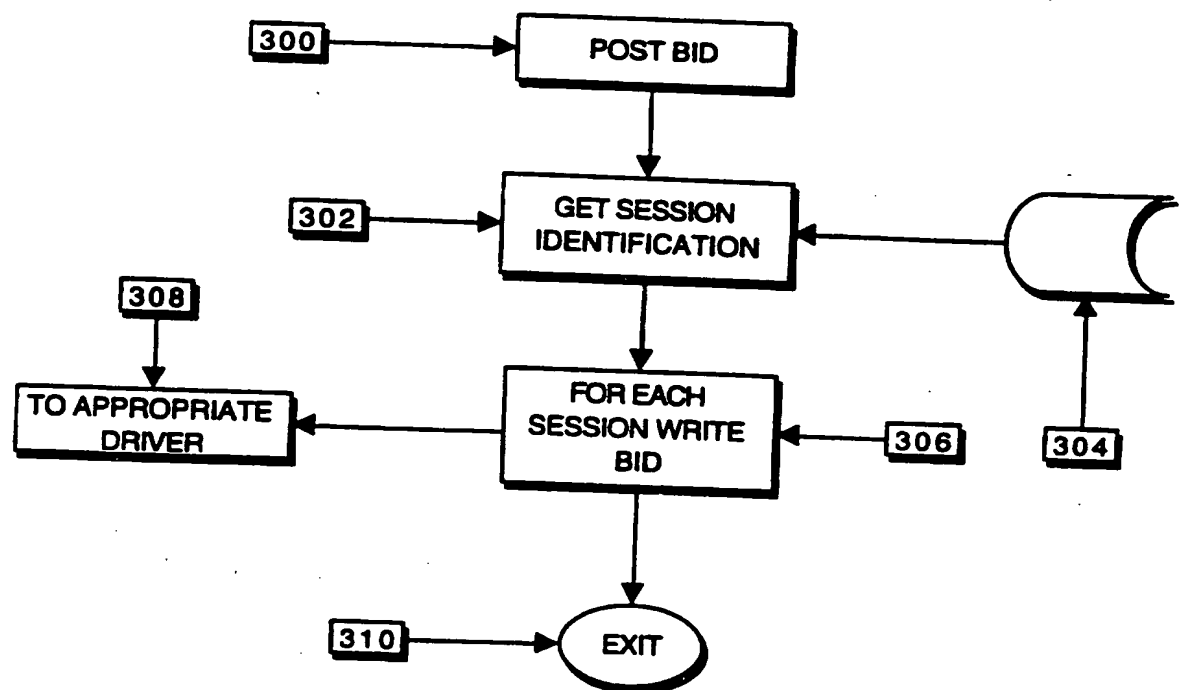 300
POST BID
302
GET SESSION
IDENTIFICATION
308
TO APPROPRIATE
DRIVER
FOR EACH
SESSION WRITE
BID
306
304
310
EXIT